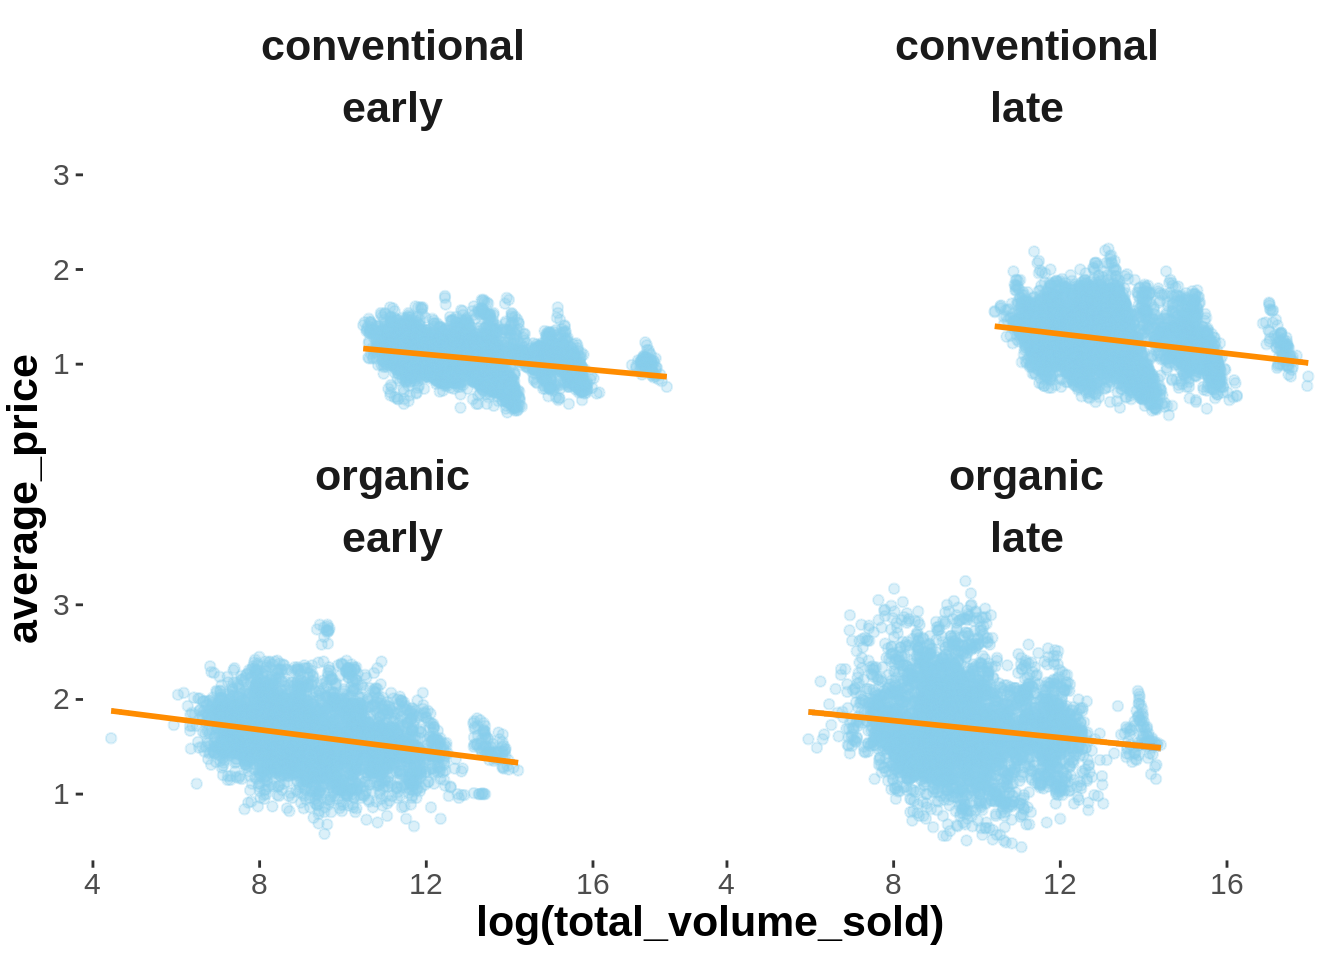 conventional
early
conventional
late
3
2
1
organic
early
organic
late
3
2
1
average_price
4
8
12
16
4
8
12
16
log(total_volume_sold)